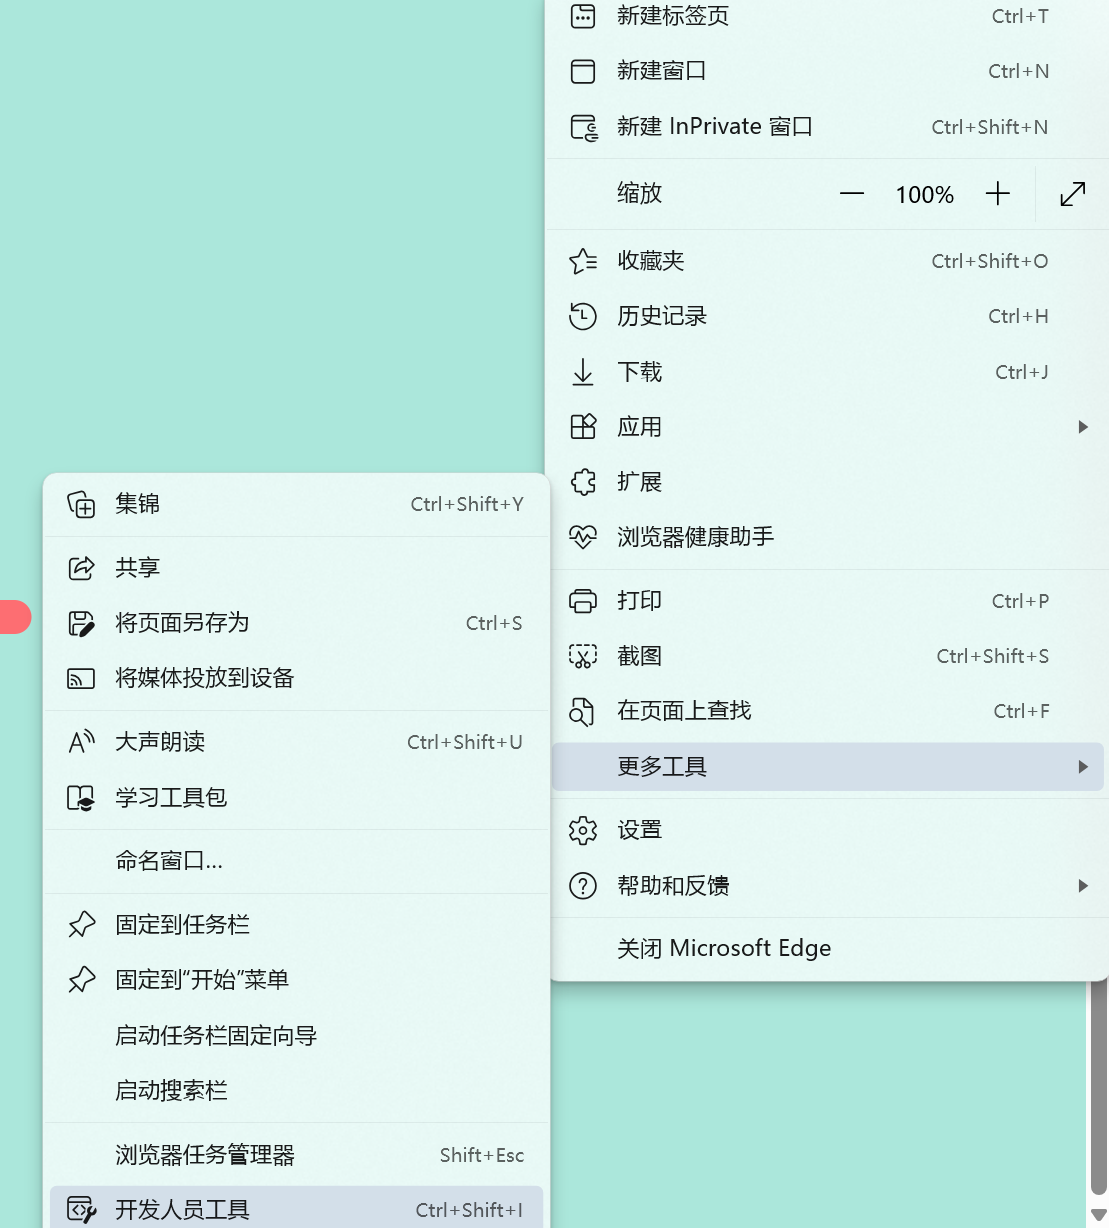 新建标签页 Ctrl+T
新建窗口 Ctrl+N
新建 InPrivate 窗口 Ctrl+Shift+N
缩放 — 100% +
收藏夹 Ctrl+Shift+O
历史记录 Ctrl+H
下载 Ctrl+J
应用
扩展
浏览器健康助手
打印 Ctrl+P
截图 Ctrl+Shift+S
在页面上查找 Ctrl+F
更多工具
设置
帮助和反馈
关闭 Microsoft Edge
集锦 Ctrl+Shift+Y
共享
将页面另存为 Ctrl+S
将媒体投放到设备
大声朗读 Ctrl+Shift+U
学习工具包
命名窗口...
固定到任务栏
固定到“开始”菜单
启动任务栏固定向导
启动搜索栏
浏览器任务管理器 Shift+Esc
开发人员工具 Ctrl+Shift+I